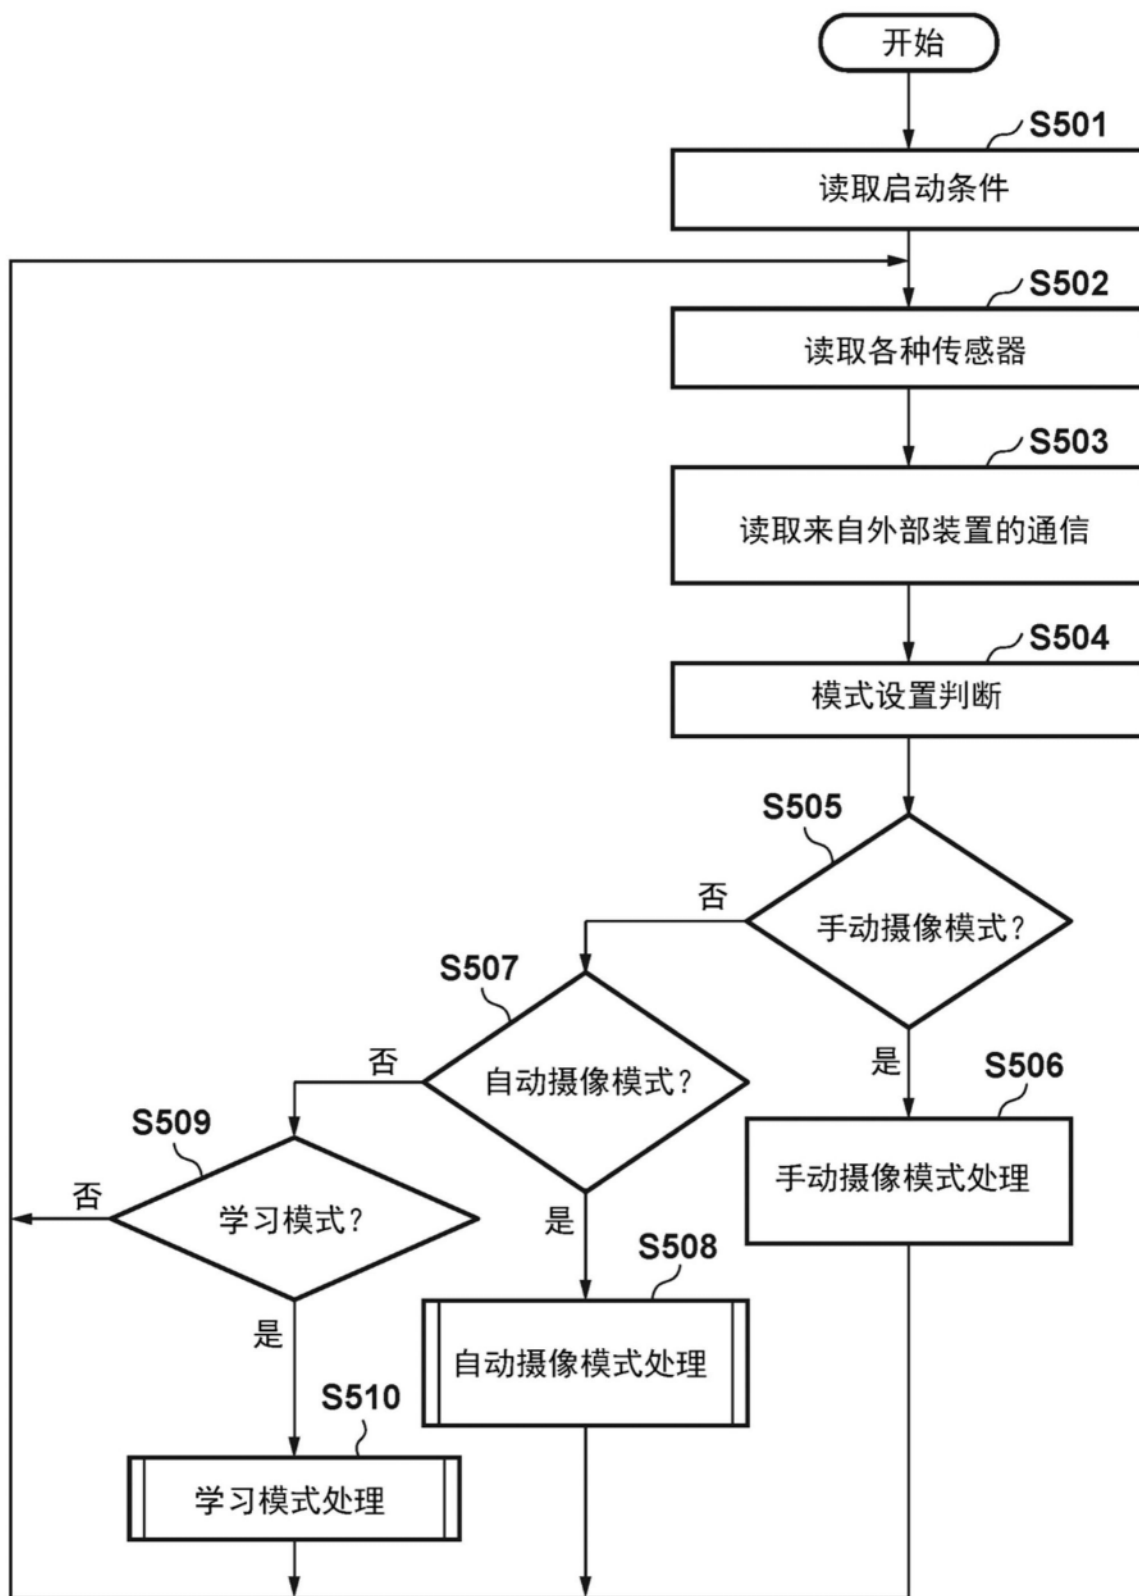 开始
S501
读取启动条件
S502
读取各种传感器
S503
读取来自外部装置的通信
S504
模式设置判断
S505
否
手动摄像模式？
S507
是
S506
否
自动摄像模式？
S509
手动摄像模式处理
否
学习模式？
是
S508
是
自动摄像模式处理
S510
学习模式处理